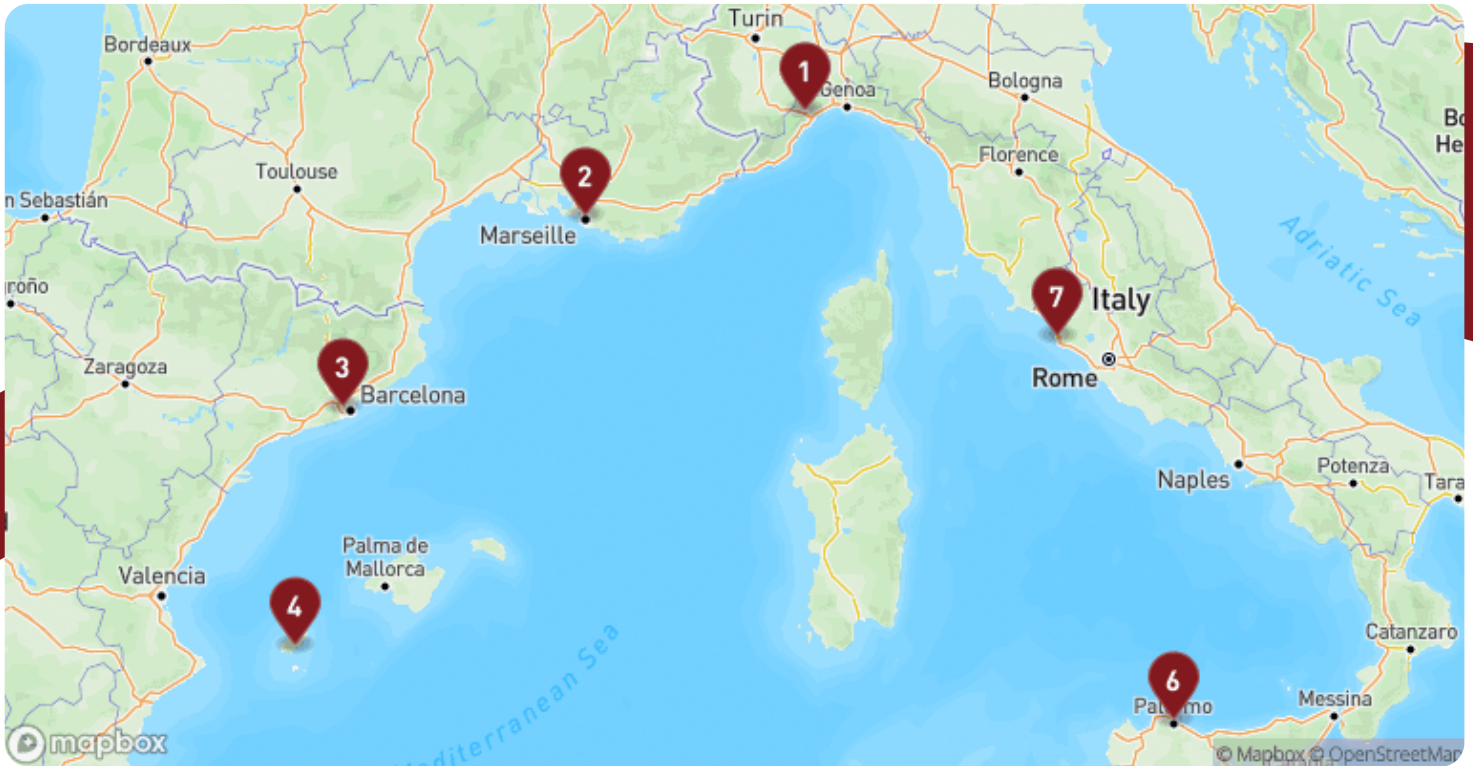 Turin
Bordeaux
1
Genoa
Bologna
Bo
He
Florence
Toulouse
2
n Sebastián
Marseille
Adriatic Sea
groño
7
Italy
3
Rome
Zaragoza
Barcelona
Naples
Potenza
Tara
Palma de
Mallorca
Valencia
4
Catanzaro
Mediterranean Sea
6
Messina
mapbox
© Mapbox © OpenStreetMap